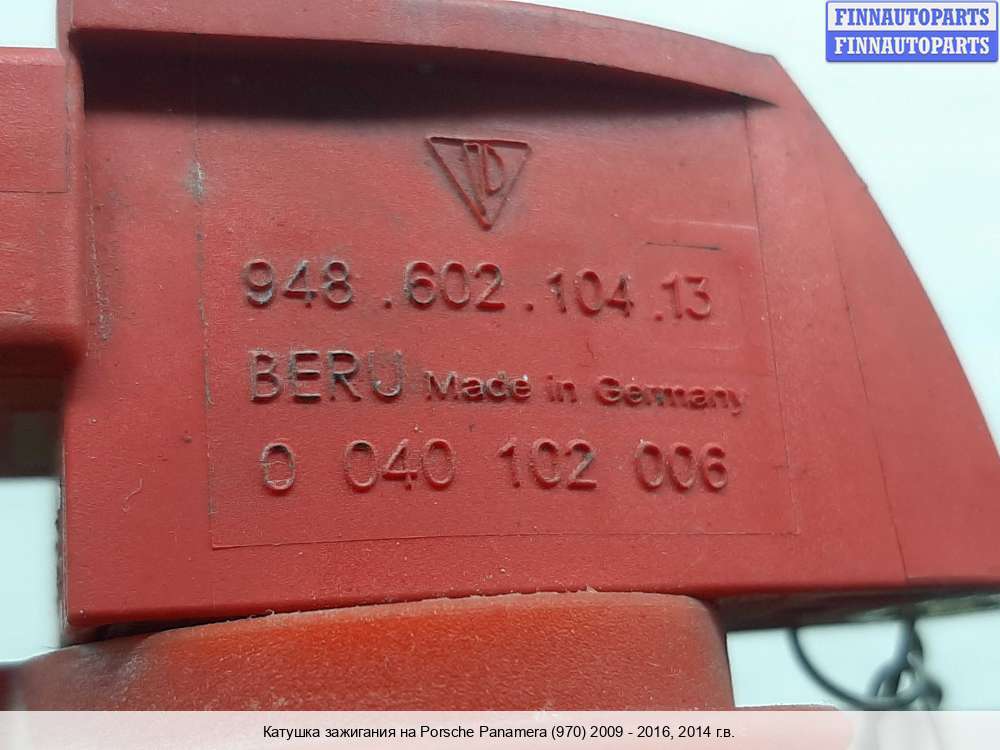 FINNAUTOPARTS
FINNAUTOPARTS
948.602.104.13
BERU Made in Germany
0 040 102 006
Катушка зажигания на Porsche Panamera (970) 2009 - 2016, 2014 г.в.